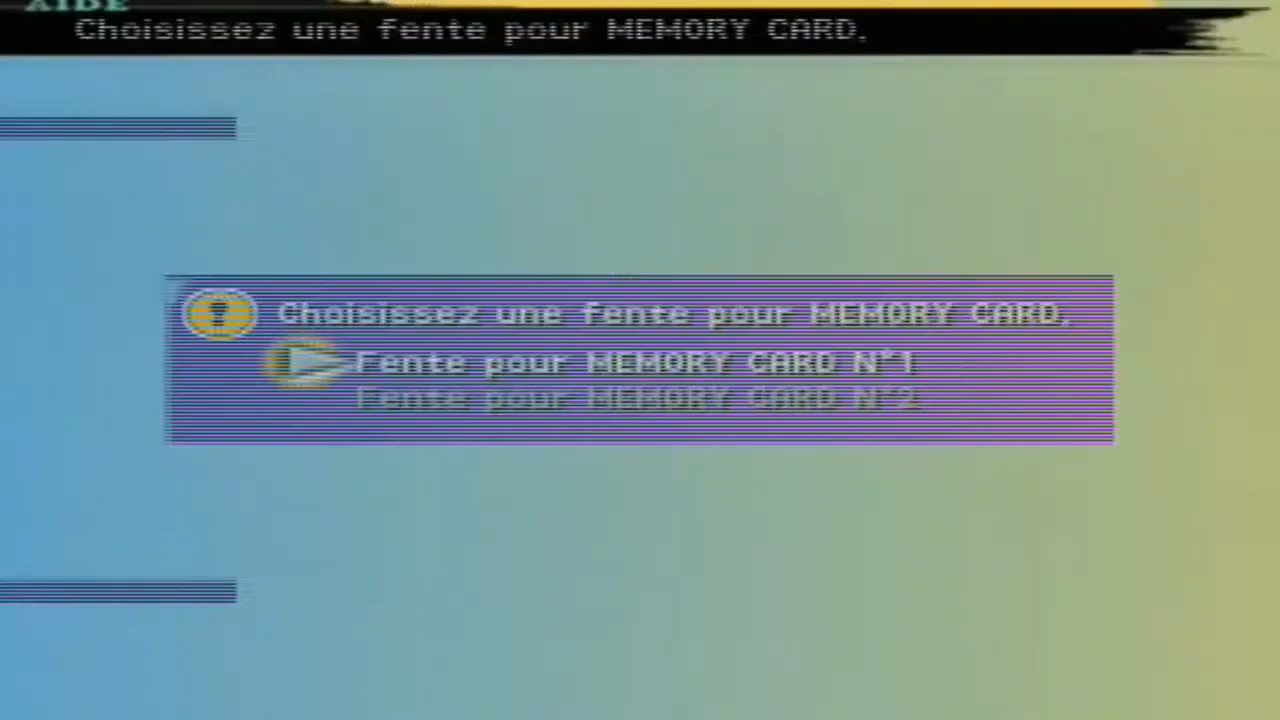 AIDE
Choisissez une fente pour MEMORY CARD.
Choisissez une fente pour MEMORY CARD.
Fente pour MEMORY CARD N°1
Fente pour MEMORY CARD N°2